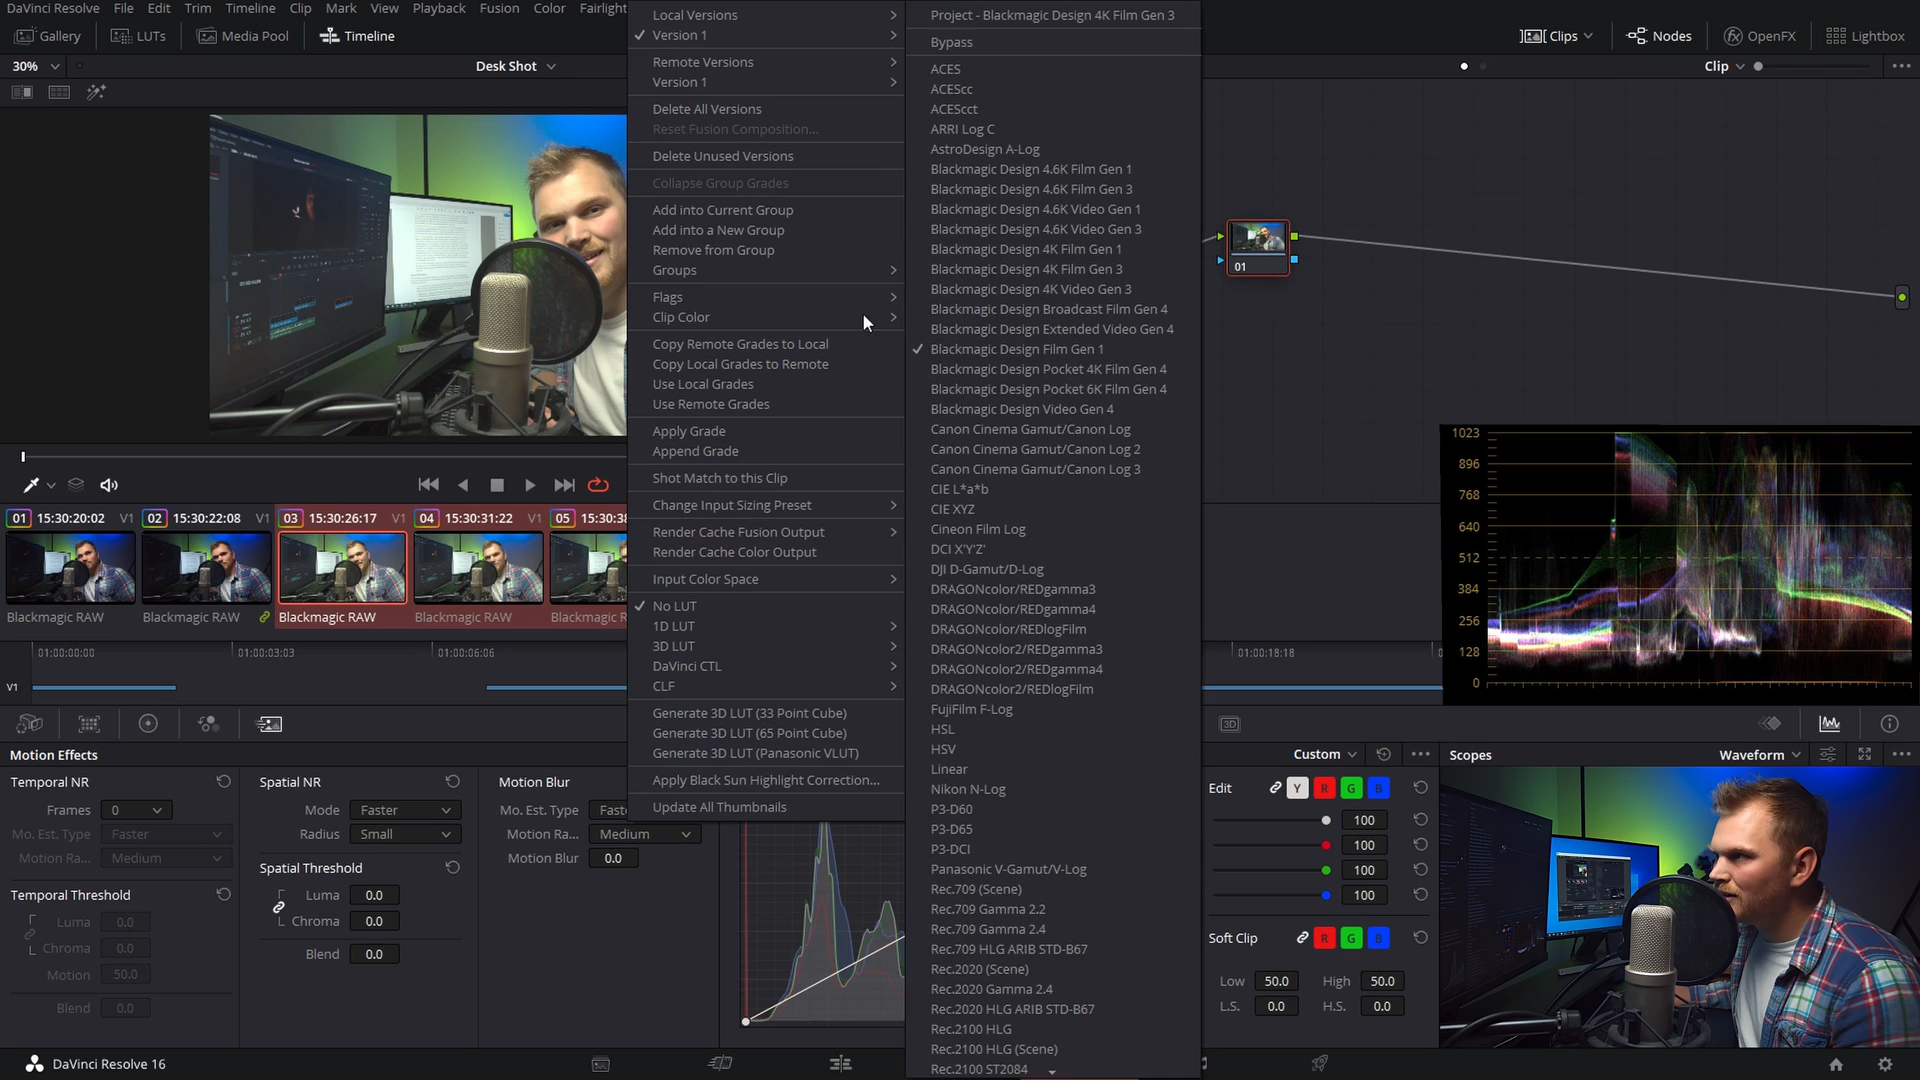 DaVinci Resolve File Edit Trim Timeline Clip Mark View Playback Fusion Color Fairlight
Gallery LUTs Media Pool Timeline
Clips Nodes OpenFX Lightbox
30% Desk Shot
Clip
Local Versions
Version 1
Remote Versions
Version 1
Delete All Versions
Reset Fusion Composition...
Delete Unused Versions
Collapse Group Grades
Add into Current Group
Add into a New Group
Remove from Group
Groups
Flags
Clip Color
Copy Remote Grades to Local
Copy Local Grades to Remote
Use Local Grades
Use Remote Grades
Apply Grade
Append Grade
Shot Match to this Clip
Change Input Sizing Preset
Render Cache Fusion Output
Render Cache Color Output
Input Color Space
No LUT
1D LUT
3D LUT
DaVinci CTL
CLF
Generate 3D LUT (33 Point Cube)
Generate 3D LUT (65 Point Cube)
Generate 3D LUT (Panasonic VLUT)
Apply Black Sun Highlight Correction...
Update All Thumbnails
Project - Blackmagic Design 4K Film Gen 3
Bypass
ACES
ACEScc
ACEScct
ARRI Log C
AstroDesign A-Log
Blackmagic Design 4.6K Film Gen 1
Blackmagic Design 4.6K Film Gen 3
Blackmagic Design 4.6K Video Gen 1
Blackmagic Design 4.6K Video Gen 3
Blackmagic Design 4K Film Gen 1
Blackmagic Design 4K Film Gen 3
Blackmagic Design 4K Video Gen 3
Blackmagic Design Broadcast Film Gen 4
Blackmagic Design Extended Video Gen 4
Blackmagic Design Film Gen 1
Blackmagic Design Pocket 4K Film Gen 4
Blackmagic Design Pocket 6K Film Gen 4
Blackmagic Design Video Gen 4
Canon Cinema Gamut/Canon Log
Canon Cinema Gamut/Canon Log 2
Canon Cinema Gamut/Canon Log 3
CIE L*a*b
CIE XYZ
Cineon Film Log
DCI X'Y'Z'
DJI D-Gamut/D-Log
DRAGONcolor/REDgamma3
DRAGONcolor/REDgamma4
DRAGONcolor/REDlogFilm
DRAGONcolor2/REDgamma3
DRAGONcolor2/REDgamma4
DRAGONcolor2/REDlogFilm
FujiFilm F-Log
HSL
HSV
Linear
Nikon N-Log
P3-D60
P3-D65
P3-DCI
Panasonic V-Gamut/V-Log
Rec.709 (Scene)
Rec.709 Gamma 2.2
Rec.709 Gamma 2.4
Rec.709 HLG ARIB STD-B67
Rec.2020 (Scene)
Rec.2020 Gamma 2.4
Rec.2020 HLG ARIB STD-B67
Rec.2100 HLG
Rec.2100 HLG (Scene)
Rec.2100 ST2084
01
1023
896
768
640
512
384
256
128
0
01 15:30:20:02 V1 02 15:30:22:08 V1 03 15:30:26:17 V1 04 15:30:31:22 V1 05 15:30:38
Blackmagic RAW Blackmagic RAW Blackmagic RAW Blackmagic RAW Blackmagic R
01:00:00:00 01:00:03:03 01:00:06:06 01:00:18:18
V1
3D
Motion Effects
Temporal NR
Frames 0
Mo. Est. Type Faster
Motion Ra... Medium
Temporal Threshold
Luma 0.0
Chroma 0.0
Motion 50.0
Blend 0.0
Spatial NR
Mode Faster
Radius Small
Spatial Threshold
Luma 0.0
Chroma 0.0
Blend 0.0
Motion Blur
Mo. Est. Type Faste
Motion Ra... Medium
Motion Blur 0.0
Custom
Edit Y R G B
100
100
100
100
Soft Clip R G B
Low 50.0 High 50.0
L.S. 0.0 H.S. 0.0
Scopes Waveform
DaVinci Resolve 16